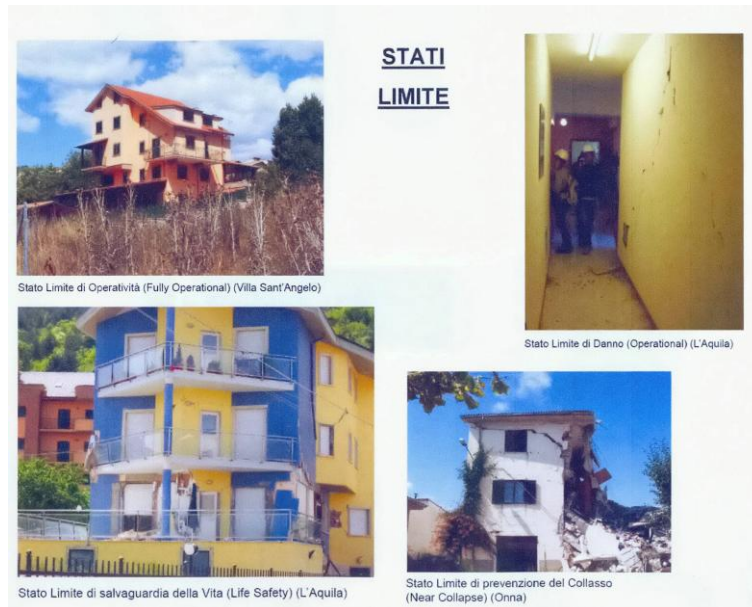 STATI
LIMITE
Stato Limite di Operatività (Fully Operational) (Villa Sant'Angelo)
Stato Limite di Danno (Operational) (L'Aquila)
Stato Limite di salvaguardia della Vita (Life Safety) (L'Aquila)
Stato Limite di prevenzione del Collasso
(Near Collapse) (Onna)